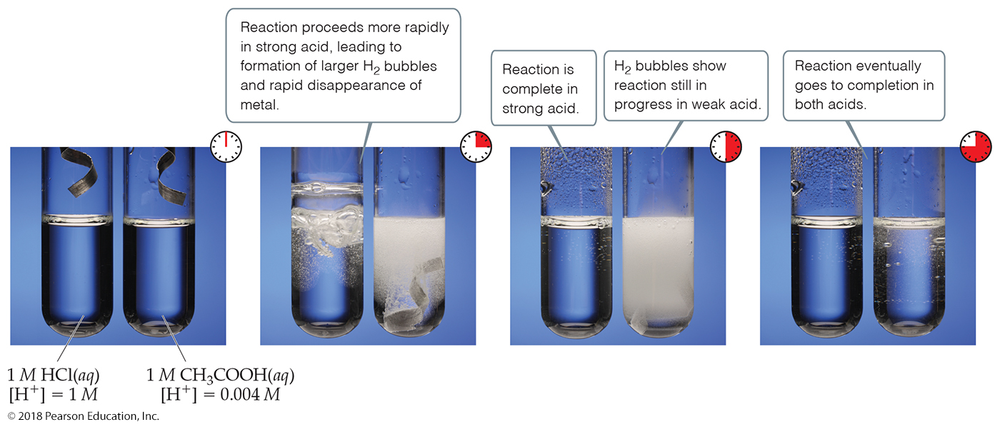 Reaction proceeds more rapidly
in strong acid, leading to
formation of larger H₂ bubbles
and rapid disappearance of
metal.
Reaction is
complete in
strong acid.
H₂ bubbles show
reaction still in
progress in weak acid.
Reaction eventually
goes to completion in
both acids.
1 M HCl(aq)
[H⁺] = 1 M
1 M CH₃COOH(aq)
[H⁺] = 0.004 M
© 2018 Pearson Education, Inc.